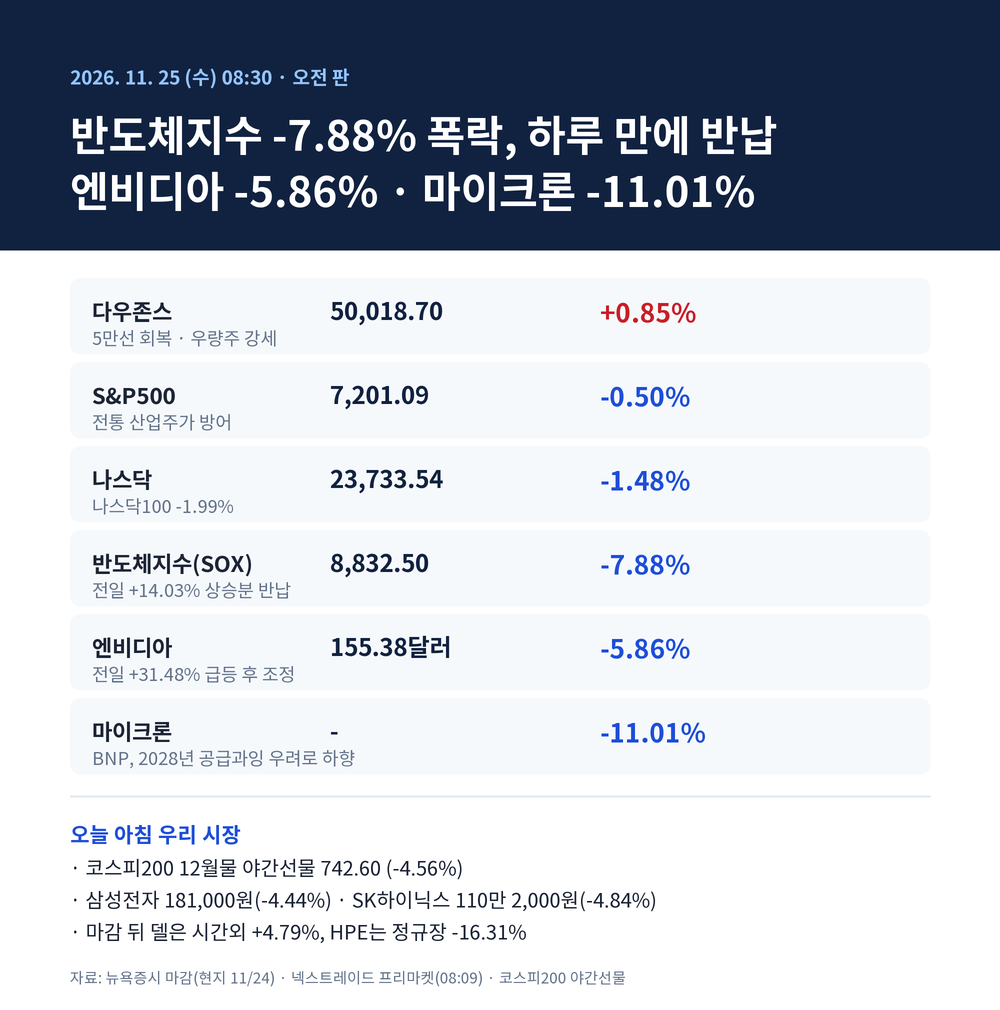 2026. 11. 25 (수) 08:30 · 오전 판
반도체지수 -7.88% 폭락, 하루 만에 반납
엔비디아 -5.86% · 마이크론 -11.01%
다우존스 50,018.70 +0.85%
5만선 회복 · 우량주 강세
S&P500 7,201.09 -0.50%
전통 산업주가 방어
나스닥 23,733.54 -1.48%
나스닥100 -1.99%
반도체지수(SOX) 8,832.50 -7.88%
전일 +14.03% 상승분 반납
엔비디아 155.38달러 -5.86%
전일 +31.48% 급등 후 조정
마이크론 - -11.01%
BNP, 2028년 공급과잉 우려로 하향
오늘 아침 우리 시장
· 코스피200 12월물 야간선물 742.60 (-4.56%)
· 삼성전자 181,000원(-4.44%) · SK하이닉스 110만 2,000원(-4.84%)
· 마감 뒤 델은 시간외 +4.79%, HPE는 정규장 -16.31%
자료: 뉴욕증시 마감(현지 11/24) · 넥스트레이드 프리마켓(08:09) · 코스피200 야간선물